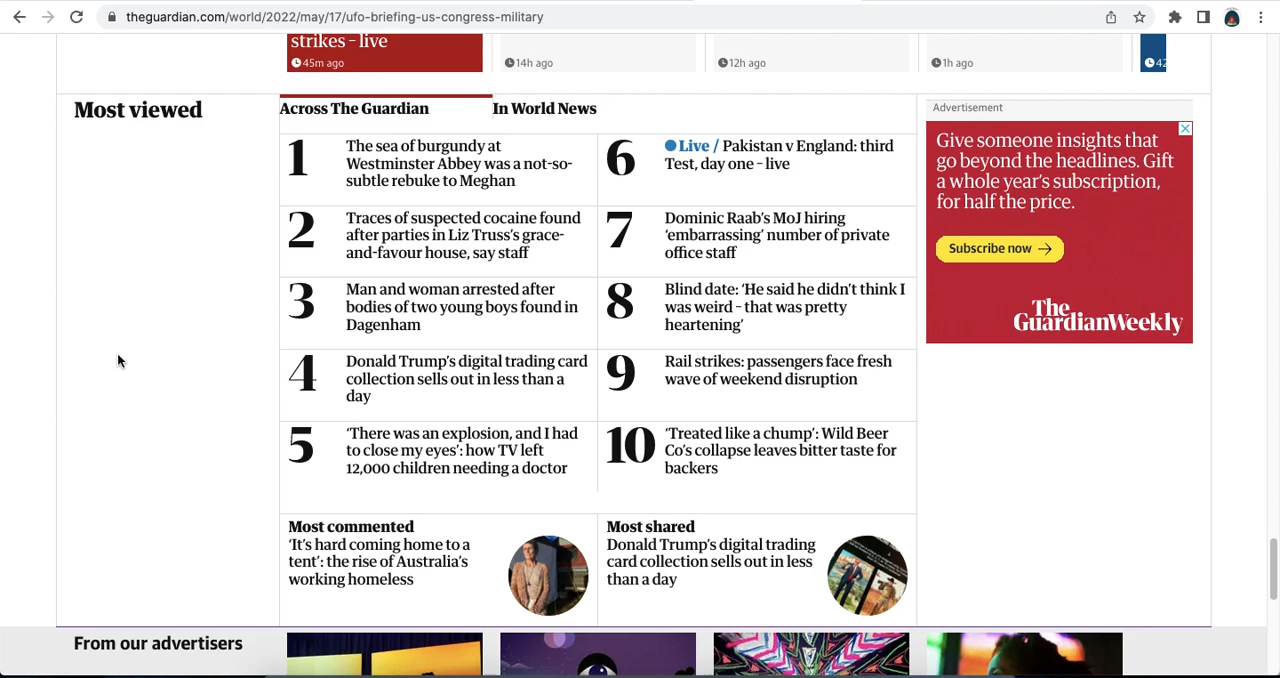 theguardian.com/world/2022/may/17/ufo-briefing-us-congress-military
strikes – live
45m ago
14h ago
12h ago
1h ago
42
Most viewed
Across The Guardian
In World News
1
The sea of burgundy at
Westminster Abbey was a not-so-
subtle rebuke to Meghan
2
Traces of suspected cocaine found
after parties in Liz Truss's grace-
and-favour house, say staff
3
Man and woman arrested after
bodies of two young boys found in
Dagenham
4
Donald Trump's digital trading card
collection sells out in less than a
day
5
'There was an explosion, and I had
to close my eyes': how TV left
12,000 children needing a doctor
6
Live / Pakistan v England: third
Test, day one – live
7
Dominic Raab's MoJ hiring
'embarrassing' number of private
office staff
8
Blind date: 'He said he didn't think I
was weird – that was pretty
heartening'
9
Rail strikes: passengers face fresh
wave of weekend disruption
10
'Treated like a chump': Wild Beer
Co's collapse leaves bitter taste for
backers
Advertisement
Give someone insights that
go beyond the headlines. Gift
a whole year's subscription,
for half the price.
Subscribe now →
The
GuardianWeekly
Most commented
'It's hard coming home to a
tent': the rise of Australia's
working homeless
Most shared
Donald Trump's digital trading
card collection sells out in less
than a day
From our advertisers